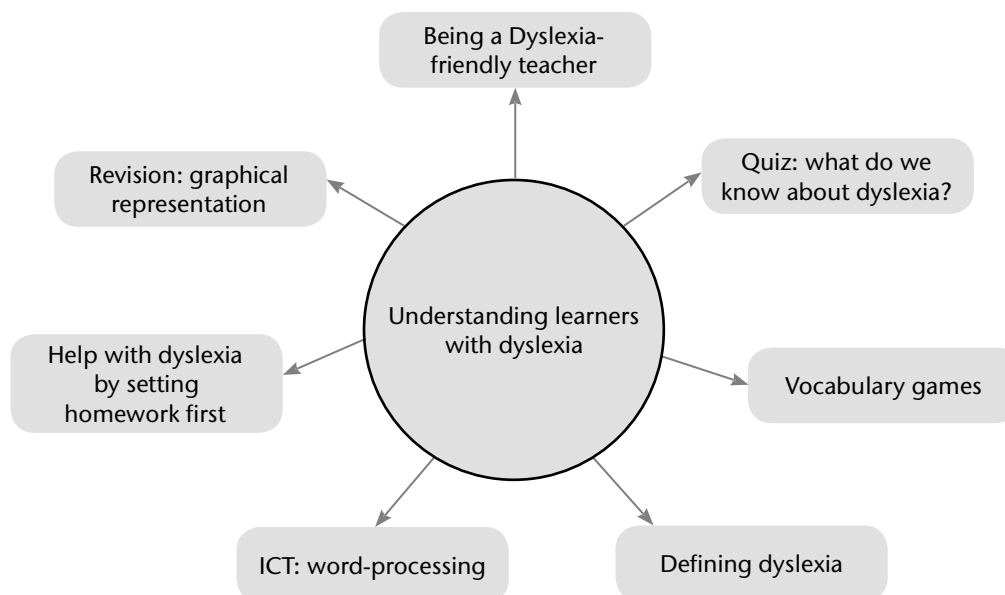 Being a Dyslexia-
friendly teacher
Quiz: what do we
know about dyslexia?
Vocabulary games
Defining dyslexia
ICT: word-processing
Help with dyslexia
by setting
homework first
Revision: graphical
representation
Understanding learners
with dyslexia